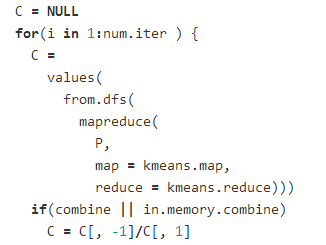 C = NULL
for(i in 1:num.iter ) {
C =
values(
from.dfs(
mapreduce(
P,
map = kmeans.map,
reduce = kmeans.reduce)))
if(combine || in.memory.combine)
C = C[, -1]/C[, 1]